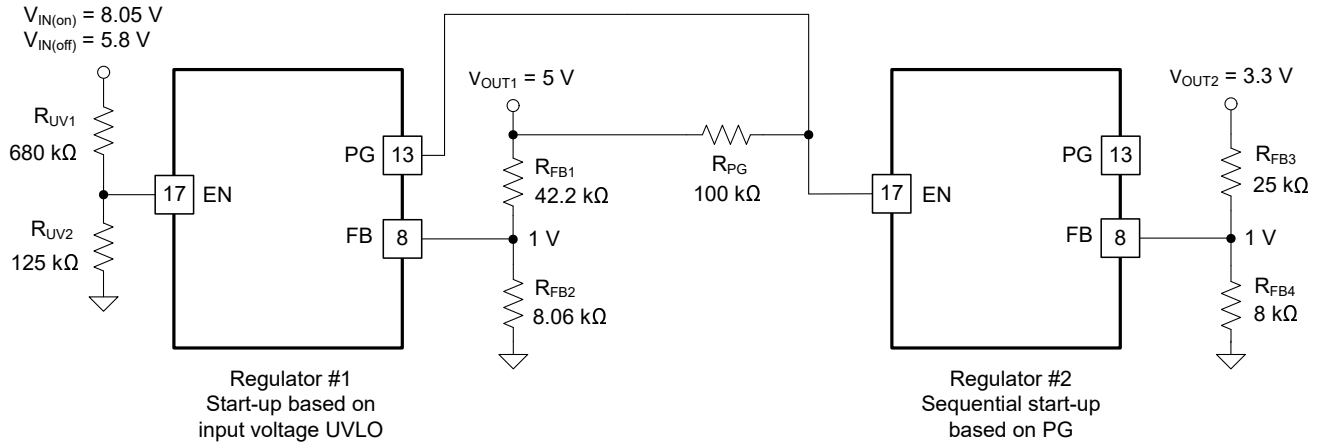 VIN(on) = 8.05 V
VIN(off) = 5.8 V
RUV1
680 kΩ
17
EN
RUV2
125 kΩ
PG
13
FB
8
Regulator #1
Start-up based on
input voltage UVLO
VOUT1 = 5 V
RFB1
42.2 kΩ
1 V
RFB2
8.06 kΩ
RPG
100 kΩ
17
EN
PG
13
FB
8
Regulator #2
Sequential start-up
based on PG
VOUT2 = 3.3 V
RFB3
25 kΩ
1 V
RFB4
8 kΩ